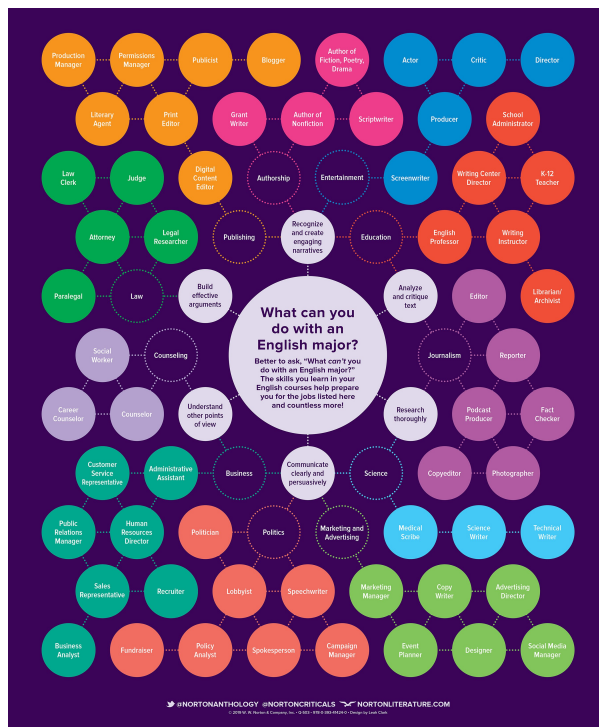 Production
Manager
Permissions
Manager
Publicist
Blogger
Author of
Fiction, Poetry,
Drama
Actor
Critic
Director
Literary
Agent
Print
Editor
Grant
Writer
Author of
Nonfiction
Scriptwriter
Producer
School
Administrator
Law
Clerk
Judge
Digital
Content
Editor
Authorship
Entertainment
Screenwriter
Writing Center
Director
K-12
Teacher
Attorney
Legal
Researcher
Publishing
Recognize
and create
engaging
narratives
Education
English
Professor
Writing
Instructor
Paralegal
Law
Build
effective
arguments
Analyze
and critique
text
Editor
Librarian/
Archivist
What can you
do with an
English major?
Better to ask, "What can't you
do with an English major?"
The skills you learn in your
English courses help prepare
you for the jobs listed here
and countless more!
Social
Worker
Counseling
Journalism
Reporter
Career
Counselor
Counselor
Understand
other points
of view
Research
thoroughly
Podcast
Producer
Fact
Checker
Customer
Service
Representative
Administrative
Assistant
Business
Communicate
clearly and
persuasively
Science
Copyeditor
Photographer
Public
Relations
Manager
Human
Resources
Director
Politician
Politics
Marketing and
Advertising
Medical
Scribe
Science
Writer
Technical
Writer
Sales
Representative
Recruiter
Lobbyist
Speechwriter
Marketing
Manager
Copy
Writer
Advertising
Director
Business
Analyst
Fundraiser
Policy
Analyst
Spokesperson
Campaign
Manager
Event
Planner
Designer
Social Media
Manager
@NORTONANTHOLOGY @NORTONCRITICALS NORTONLITERATURE.COM
© 2019 W. W. Norton & Company, Inc. • Design by Leah Clark